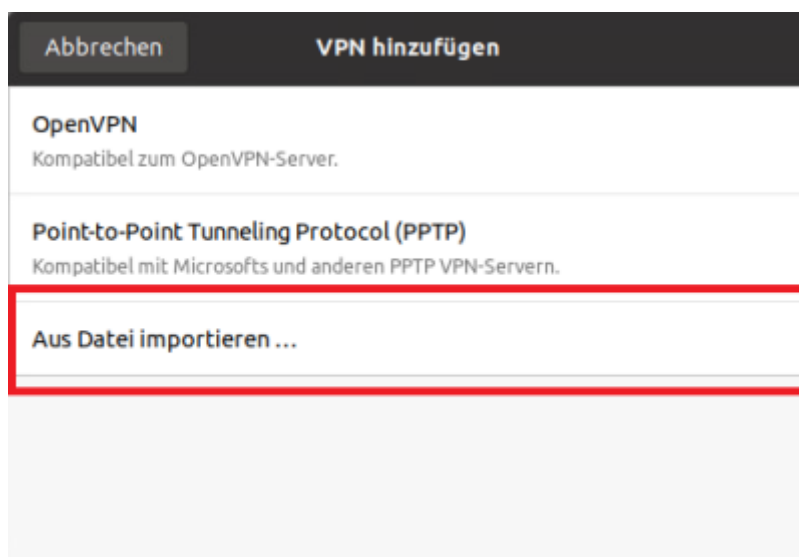 Abbrechen VPN hinzufügen
OpenVPN
Kompatibel zum OpenVPN-Server.
Point-to-Point Tunneling Protocol (PPTP)
Kompatibel mit Microsofts und anderen PPTP VPN-Servern.
Aus Datei importieren …